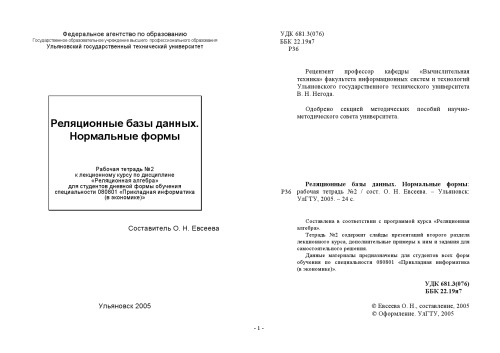 Федеральное агентство по образованию
Государственное образовательное учреждение высшего профессионального образования
Ульяновский государственный технический университет
Реляционные базы данных.
Нормальные формы
Рабочая тетрадь №2
к лекционному курсу по дисциплине
«Реляционная алгебра»
для студентов дневной формы обучения
специальности 080801 «Прикладная информатика
(в экономике)»
Составитель О. Н. Евсеева
Ульяновск 2005
УДК 681.3(076)
ББК 22.19я7
Р36
Рецензент профессор кафедры «Вычислительная
техника» факультета информационных систем и технологий
Ульяновского государственного технического университета
В. Н. Негода.
Одобрено секцией методических пособий научно-
методического совета университета.
Реляционные базы данных. Нормальные формы:
Р36 рабочая тетрадь №2 / сост. О. Н. Евсеева. – Ульяновск:
УлГТУ, 2005. – 24 с.
Составлена в соответствии с программой курса «Реляционная
алгебра».
Тетрадь №2 содержит слайды презентаций второго раздела
лекционного курса, дополнительные примеры к ним и задания для
самостоятельного решения.
Данные материалы предназначены для студентов всех форм
обучения по специальности 080801 «Прикладная информатика
(в экономике)».
УДК 681.3(076)
ББК 22.19я7
© Евсеева О. Н., составление, 2005
© Оформление. УлГТУ, 2005
- 1 -